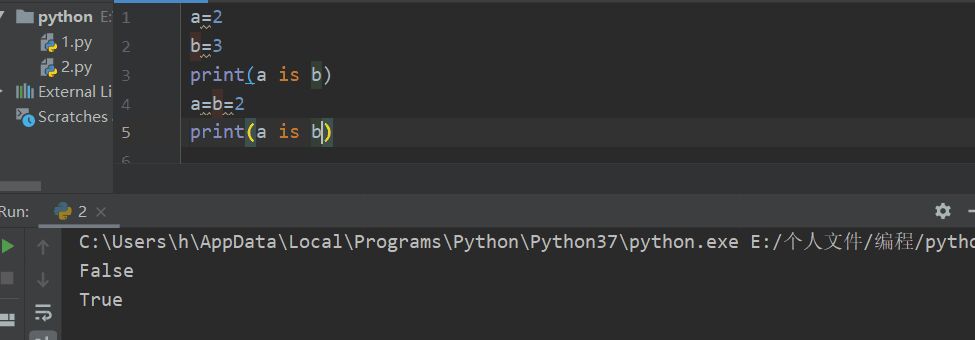 python E:
1.py
2.py
External Li
Scratches
1 a=2
2 b=3
3 print(a is b)
4 a=b=2
5 print(a is b)
6
Run: 2
C:\Users\h\AppData\Local\Programs\Python\Python37\python.exe E:/个人文件/编程/pytho
False
True